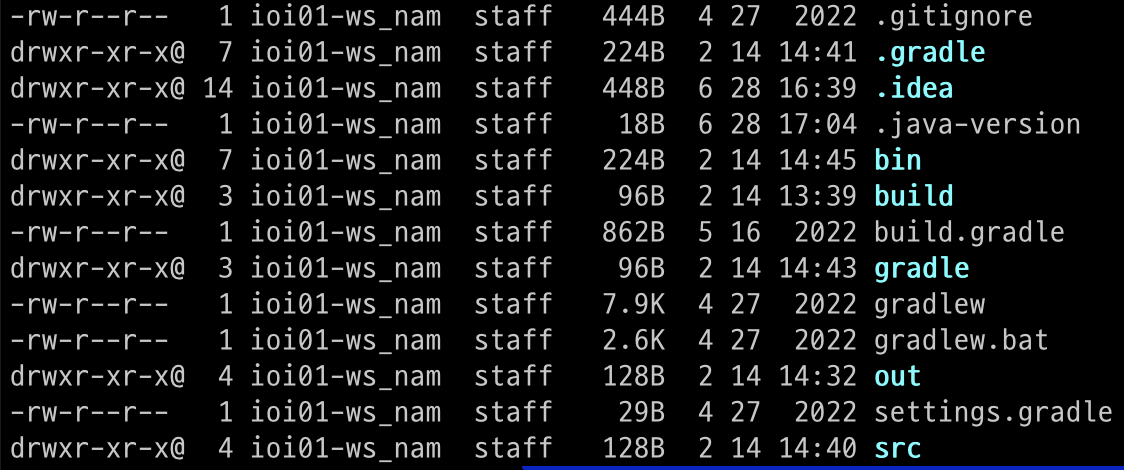 -rw-r--r--   1 ioi01-ws_nam  staff   444B  4 27  2022 .gitignore
drwxr-xr-x@  7 ioi01-ws_nam  staff   224B  2 14 14:41 .gradle
drwxr-xr-x@ 14 ioi01-ws_nam  staff   448B  6 28 16:39 .idea
-rw-r--r--   1 ioi01-ws_nam  staff    18B  6 28 17:04 .java-version
drwxr-xr-x@  7 ioi01-ws_nam  staff   224B  2 14 14:45 bin
drwxr-xr-x@  3 ioi01-ws_nam  staff    96B  2 14 13:39 build
-rw-r--r--   1 ioi01-ws_nam  staff   862B  5 16  2022 build.gradle
drwxr-xr-x@  3 ioi01-ws_nam  staff    96B  2 14 14:43 gradle
-rw-r--r--   1 ioi01-ws_nam  staff   7.9K  4 27  2022 gradlew
-rw-r--r--   1 ioi01-ws_nam  staff   2.6K  4 27  2022 gradlew.bat
drwxr-xr-x@  4 ioi01-ws_nam  staff   128B  2 14 14:32 out
-rw-r--r--   1 ioi01-ws_nam  staff    29B  4 27  2022 settings.gradle
drwxr-xr-x@  4 ioi01-ws_nam  staff   128B  2 14 14:40 src